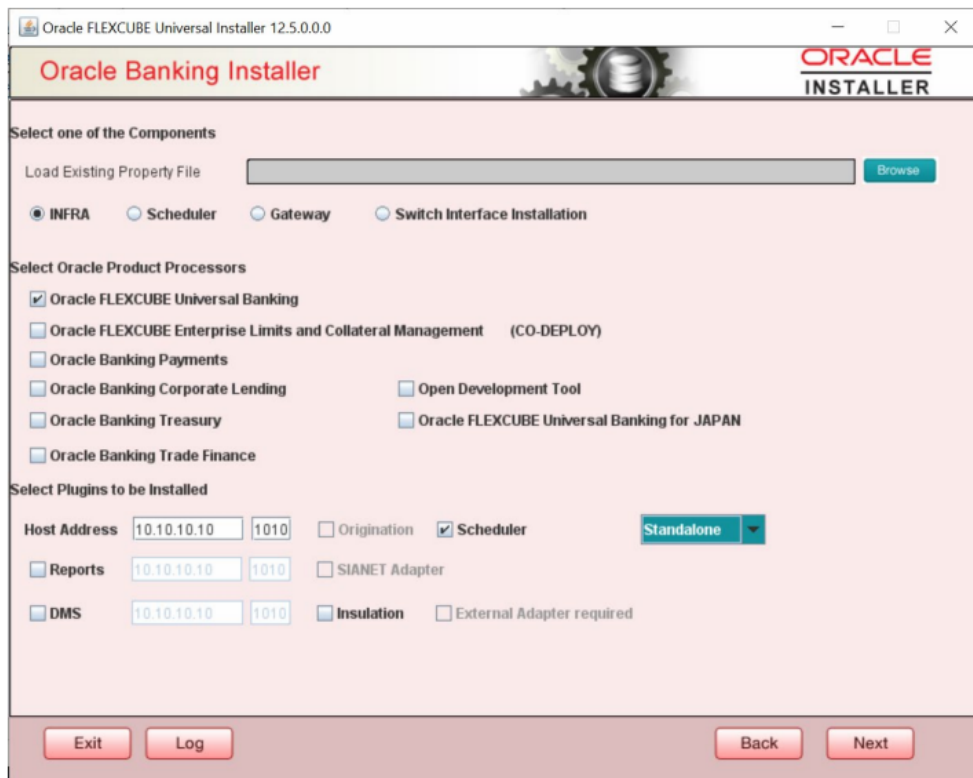 Oracle FLEXCUBE Universal Installer 12.5.0.0.0
Oracle Banking Installer
ORACLE
INSTALLER
Select one of the Components
Load Existing Property File Browse
INFRA Scheduler Gateway Switch Interface Installation
Select Oracle Product Processors
Oracle FLEXCUBE Universal Banking
Oracle FLEXCUBE Enterprise Limits and Collateral Management (CO-DEPLOY)
Oracle Banking Payments
Oracle Banking Corporate Lending Open Development Tool
Oracle Banking Treasury Oracle FLEXCUBE Universal Banking for JAPAN
Oracle Banking Trade Finance
Select Plugins to be Installed
Host Address 10.10.10.10 1010 Origination Scheduler Standalone
Reports 10.10.10.10 1010 SIANET Adapter
DMS 10.10.10.10 1010 Insulation External Adapter required
Exit Log Back Next